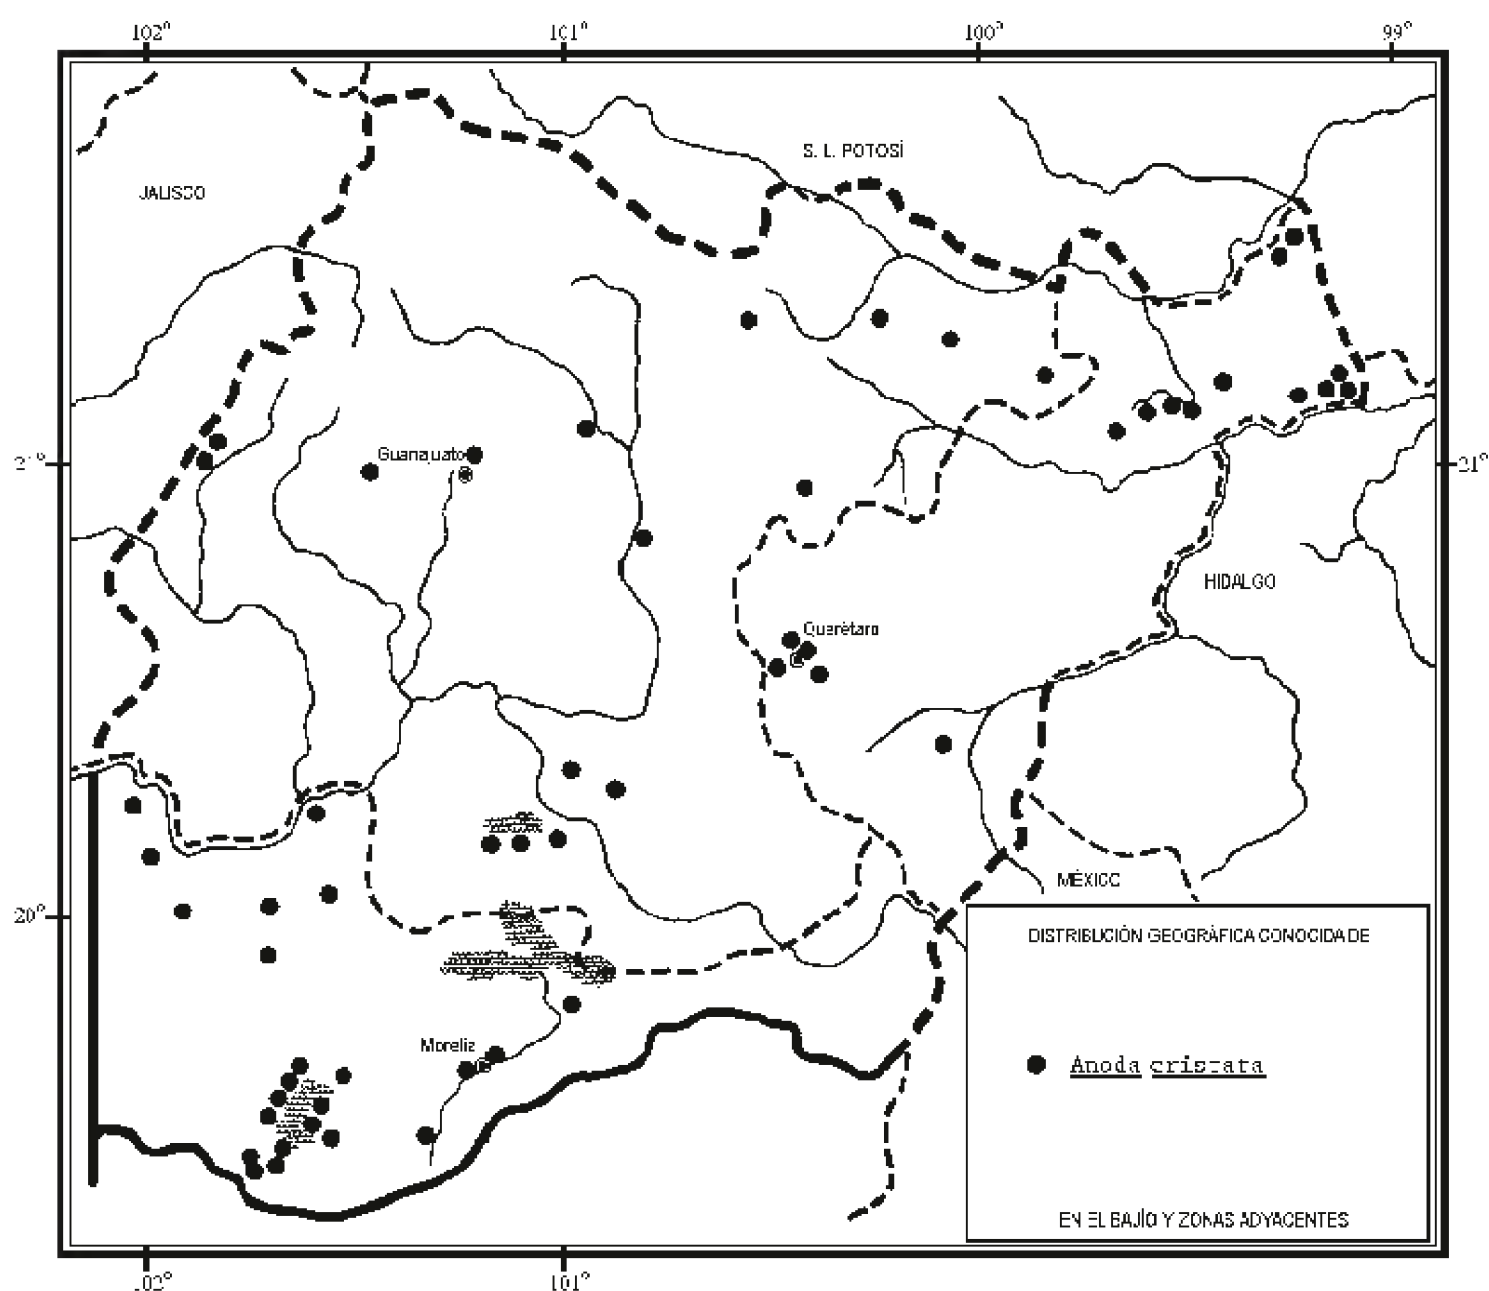 102° 101° 100° 99°
S. L. POTOSÍ
JALISCO
21° Guanajuato 21°
HIDALGO
Querétaro
MÉXICO
20°
DISTRIBUCIÓN GEOGRÁFICA CONOCIDA DE
Morelia
Anoda cristata
EN EL BAJÍO Y ZONAS ADYACENTES
102° 101°